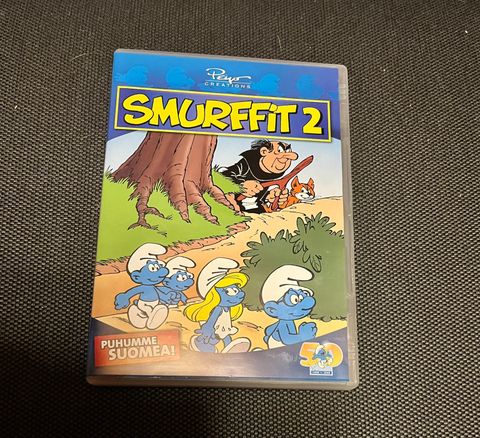 Peyo
CREATIONS
SMURFFiT 2
PUHUMME
SUOMEA!
50